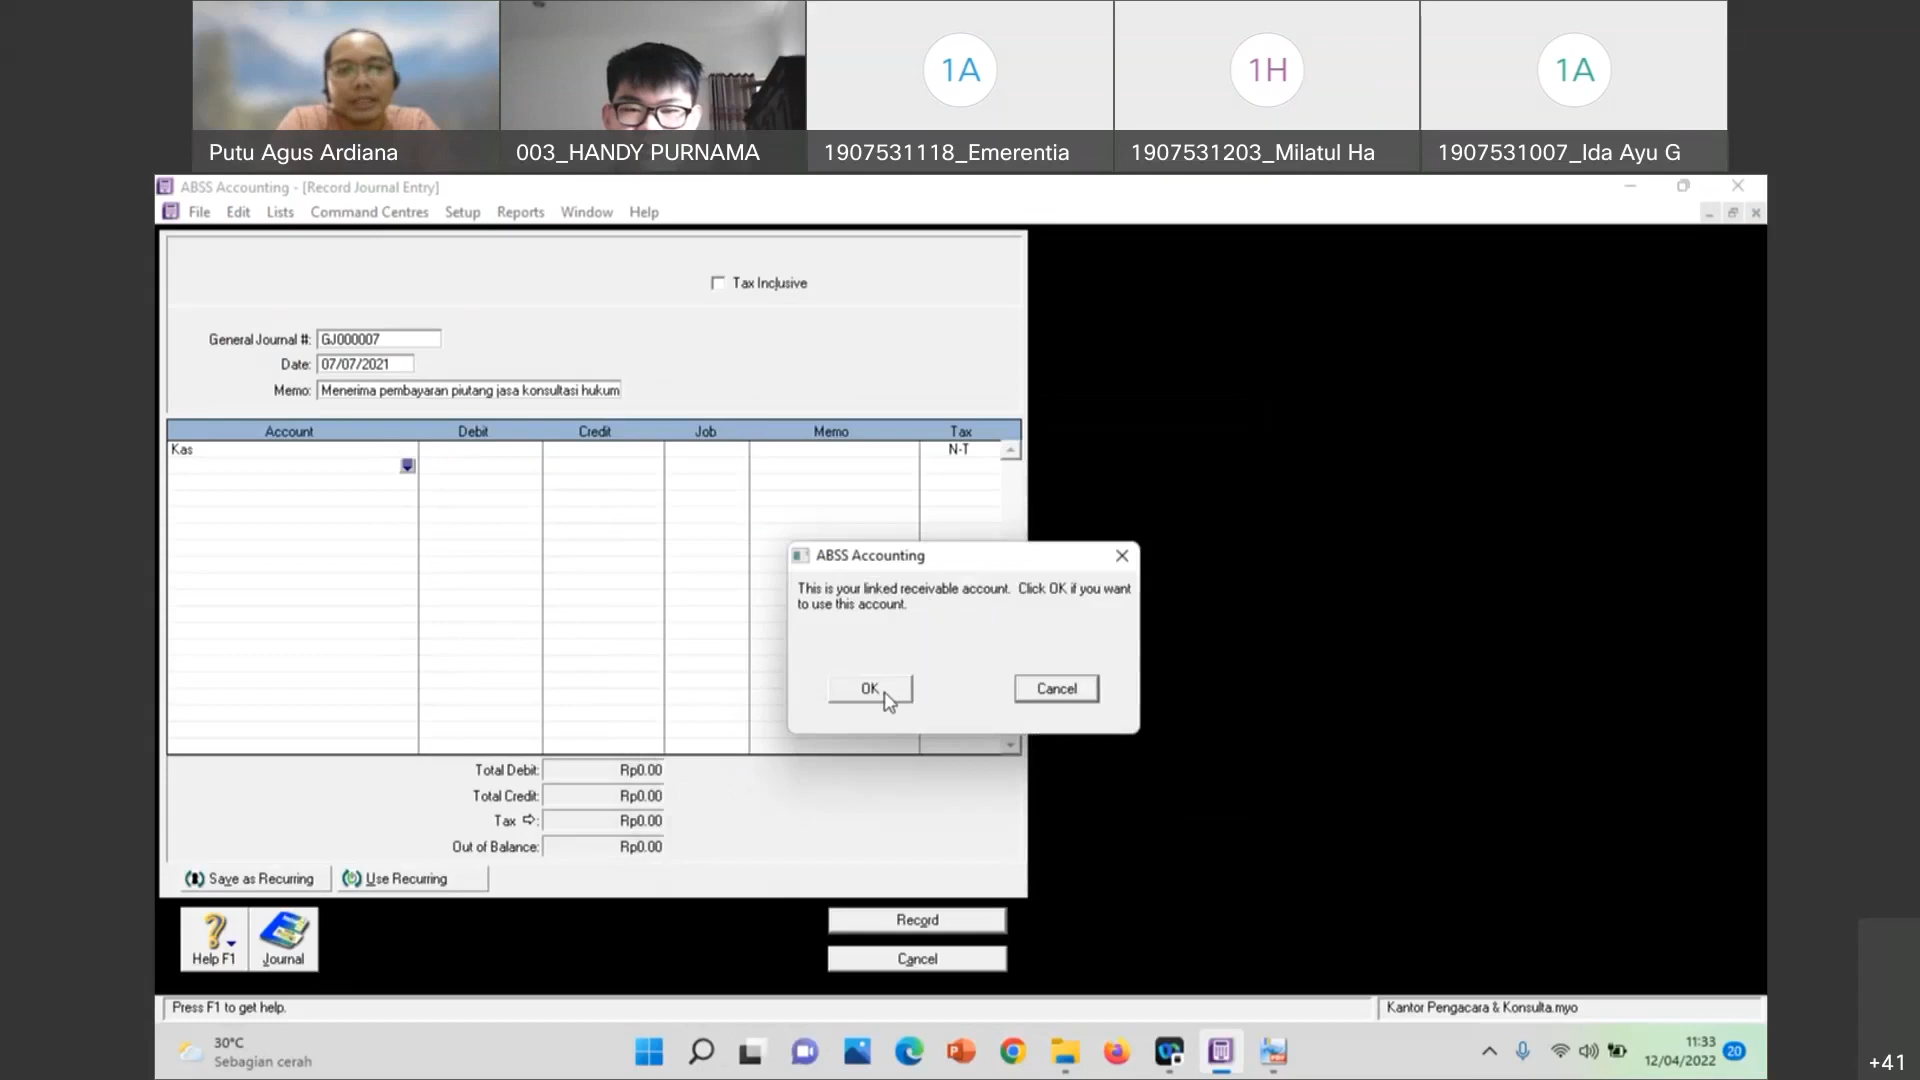 1A
1H
1A
Putu Agus Ardiana
003_HANDY PURNAMA
1907531118_Emerentia
1907531203_Milatul Ha
1907531007_Ida Ayu G
ABSS Accounting - [Record Journal Entry]
File Edit Lists Command Centres Setup Reports Window Help
Tax Inclusive
General Journal #: GJ000007
Date: 07/07/2021
Memo: Menerima pembayaran piutang jasa konsultasi hukum
Account Debit Credit Job Memo Tax
Kas N-T
ABSS Accounting
This is your linked receivable account. Click OK if you want
to use this account.
OK Cancel
Total Debit: Rp0.00
Total Credit: Rp0.00
Tax ⇨: Rp0.00
Out of Balance: Rp0.00
Save as Recurring Use Recurring
Help F1 Journal
Record
Cancel
Press F1 to get help. Kantor Pengacara & Konsulta.myo
30°C
Sebagian cerah
11:33
12/04/2022
20
+41